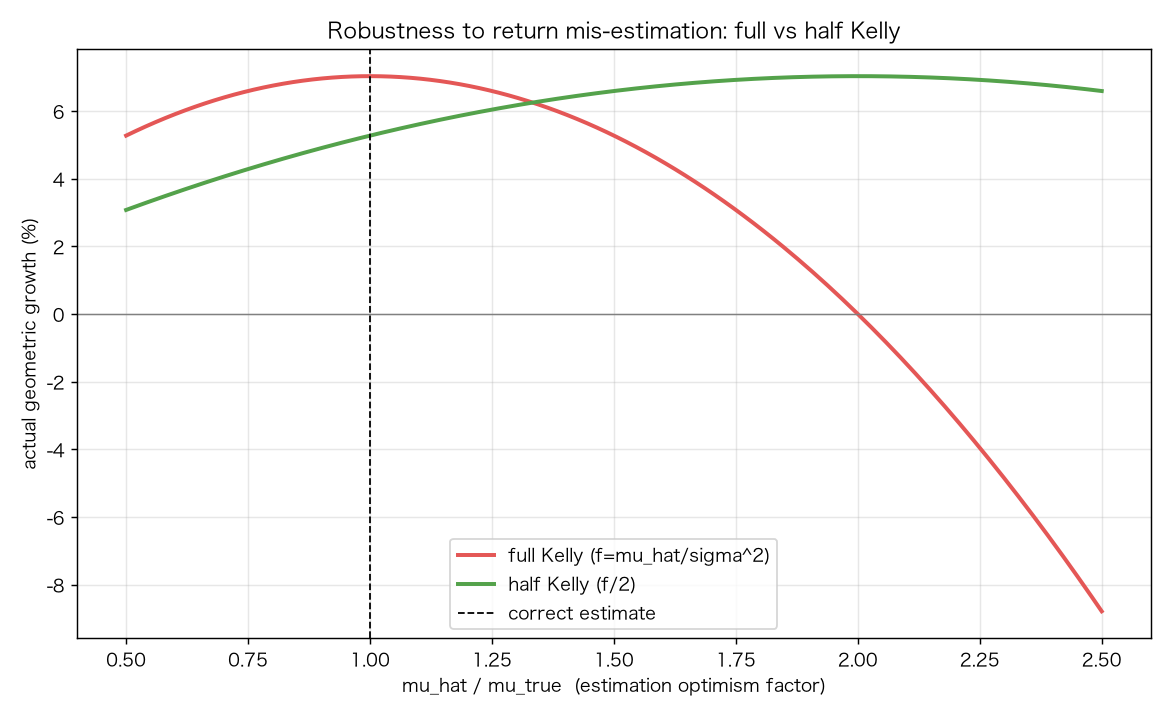 Robustness to return mis-estimation: full vs half Kelly
actual geometric growth (%)
6
4
2
0
-2
-4
-6
-8
full Kelly (f=mu_hat/sigma^2)
half Kelly (f/2)
correct estimate
0.50 0.75 1.00 1.25 1.50 1.75 2.00 2.25 2.50
mu_hat / mu_true  (estimation optimism factor)